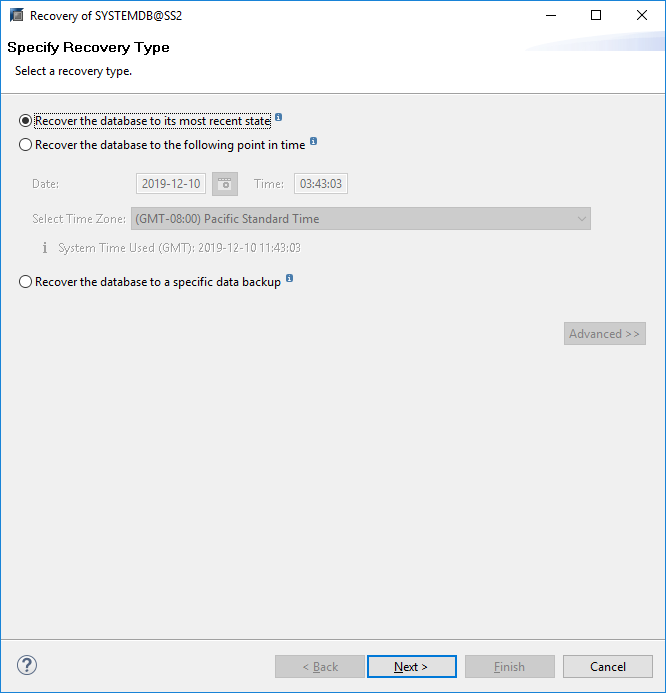 Recovery of SYSTEMDB@SS2
Specify Recovery Type
Select a recovery type.
Recover the database to its most recent state
Recover the database to the following point in time
Date: 2019-12-10 Time: 03:43:03
Select Time Zone: (GMT-08:00) Pacific Standard Time
System Time Used (GMT): 2019-12-10 11:43:03
Recover the database to a specific data backup
Advanced >>
? < Back Next > Finish Cancel